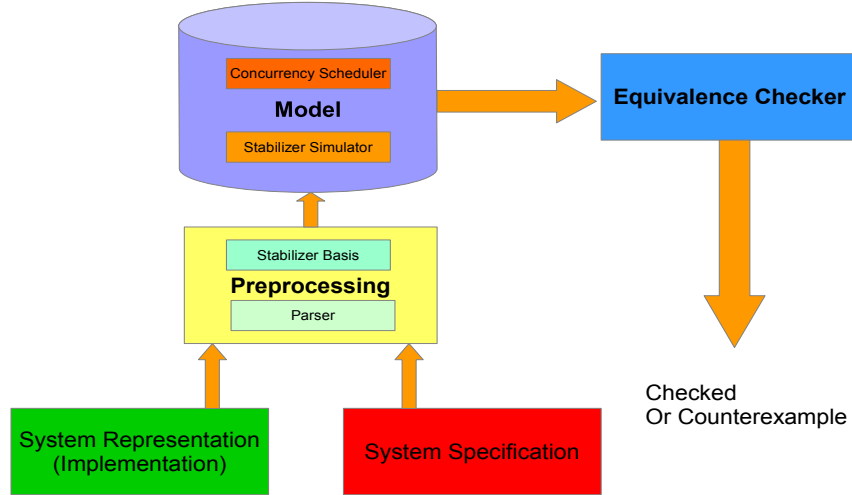 Concurrency Scheduler
Model
Stabilizer Simulator
Equivalence Checker
Stabilizer Basis
Preprocessing
Parser
Checked
Or Counterexample
System Representation
(Implementation)
System Specification